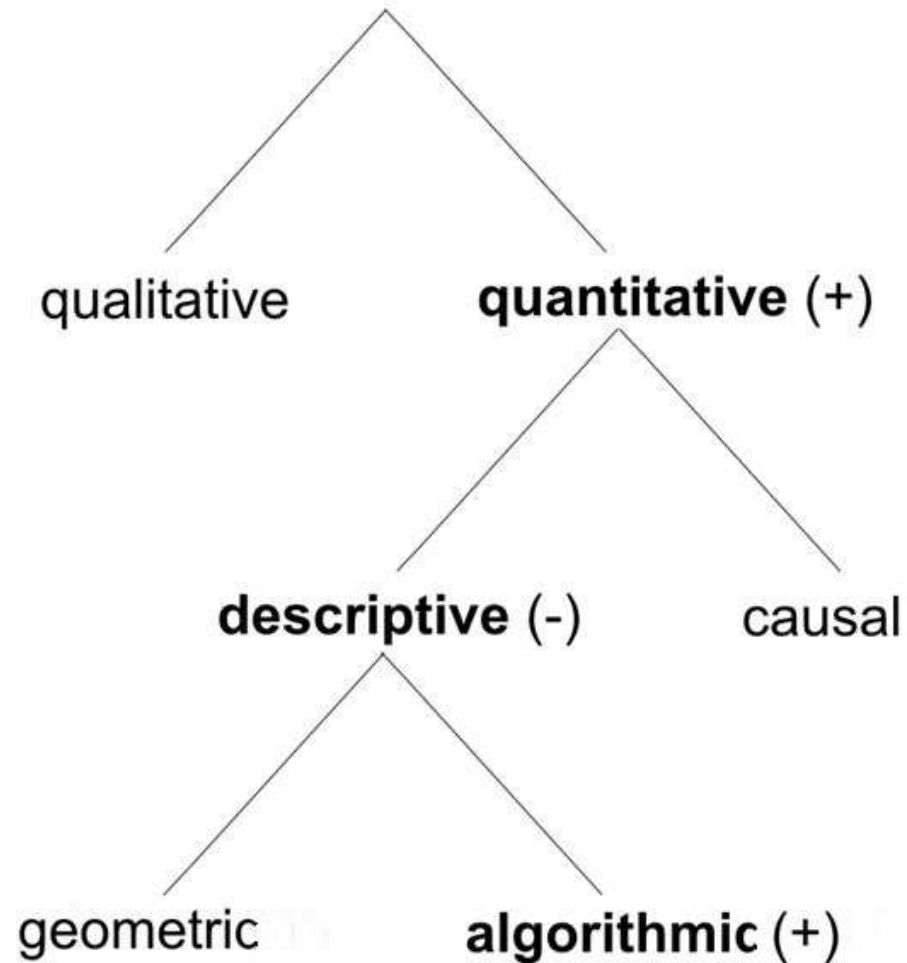 qualitative quantitative (+)
descriptive (-) causal
geometric algorithmic (+)